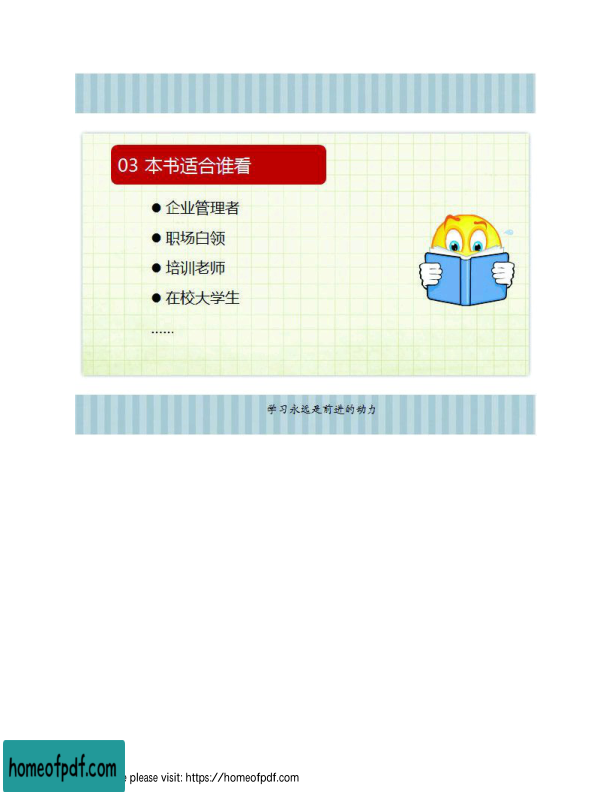 03 本书适合谁看
● 企业管理者
● 职场白领
● 培训老师
● 在校大学生
......
学习永远是前进的动力
homeofpdf.com
please visit: https://homeofpdf.com